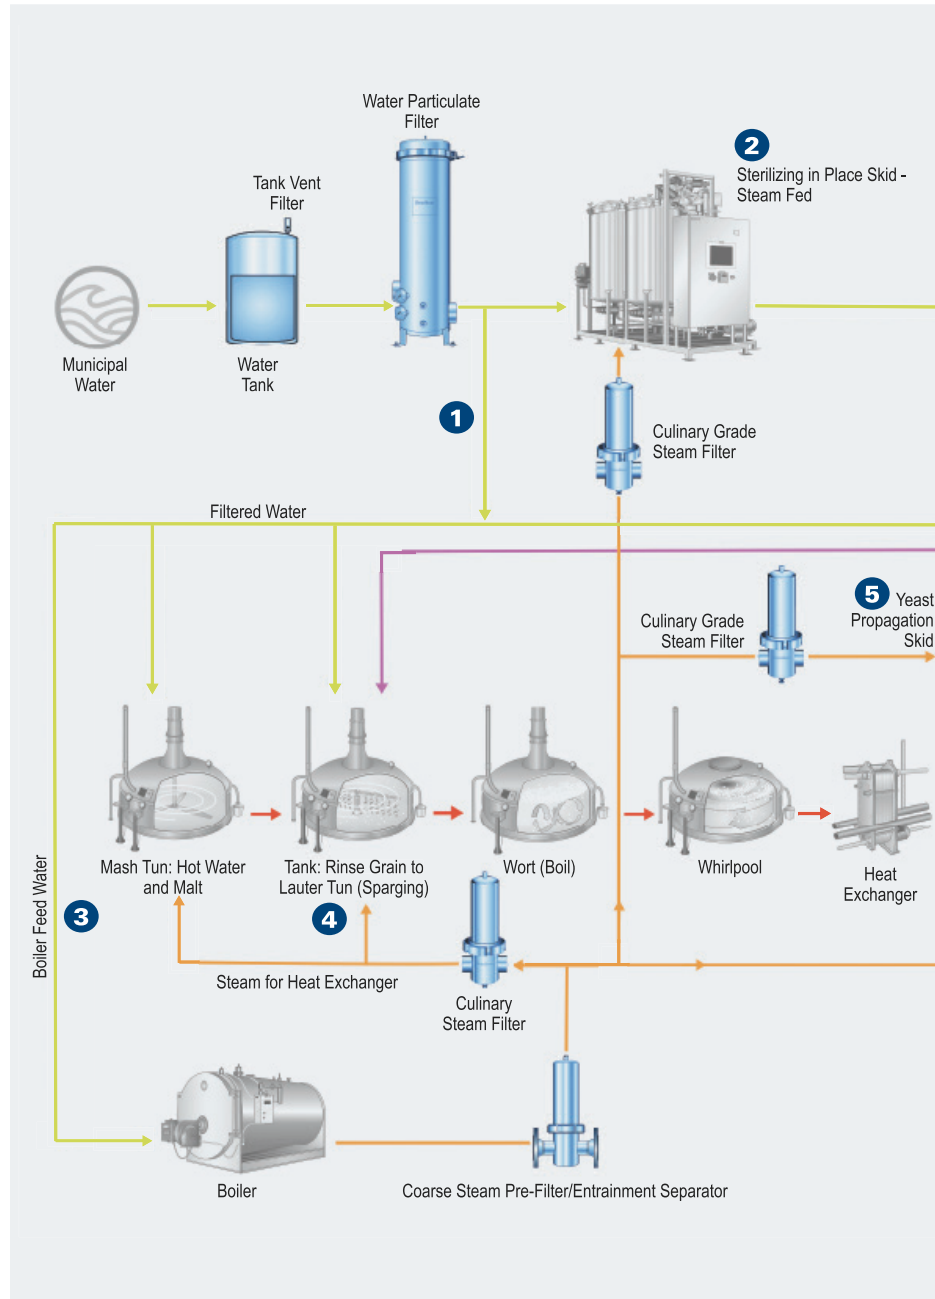 Water Particulate
Filter
2
Sterilizing in Place Skid -
Steam Fed
Tank Vent
Filter
Municipal
Water
Water
Tank
1
Culinary Grade
Steam Filter
Filtered Water
5
Yeast
Propagation
Skid
Culinary Grade
Steam Filter
Mash Tun: Hot Water
and Malt
Tank: Rinse Grain to
Lauter Tun (Sparging)
Wort (Boil)
Whirlpool
Heat
Exchanger
3
4
Boiler Feed Water
Steam for Heat Exchanger
Culinary
Steam Filter
Boiler
Coarse Steam Pre-Filter/Entrainment Separator